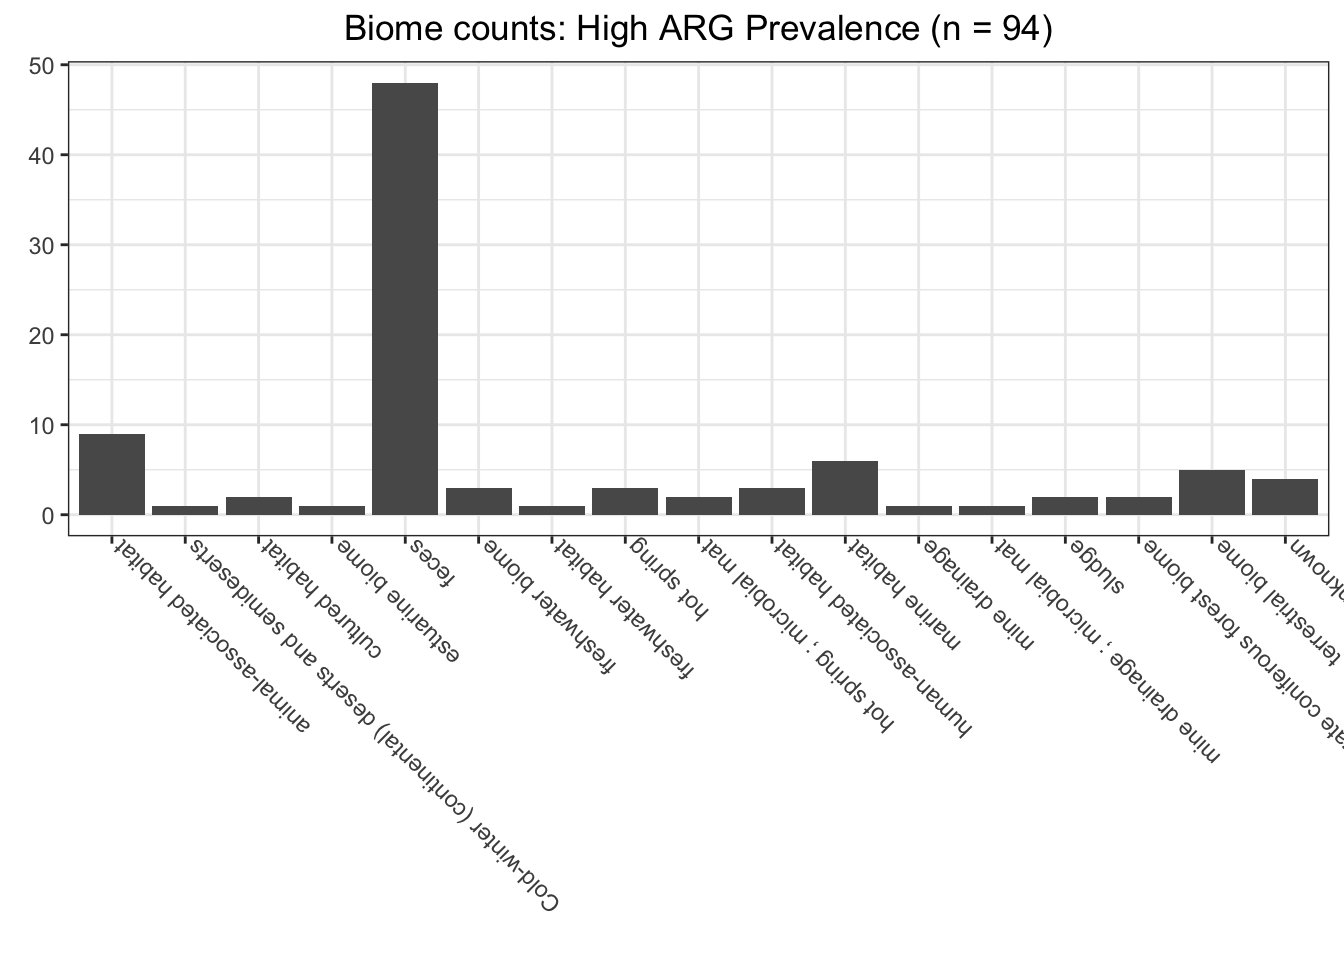 Biome counts: High ARG Prevalence (n = 94)
50
40
30
20
10
0
animal-associated habitat
Cold-winter (continental) deserts and semideserts
cultured habitat
estuarine biome
feces
freshwater biome
freshwater habitat
hot spring
hot spring ; microbial mat
human-associated habitat
marine habitat
mine drainage
mine drainage ; microbial mat
sludge
coniferous forest biome
terrestrial biome